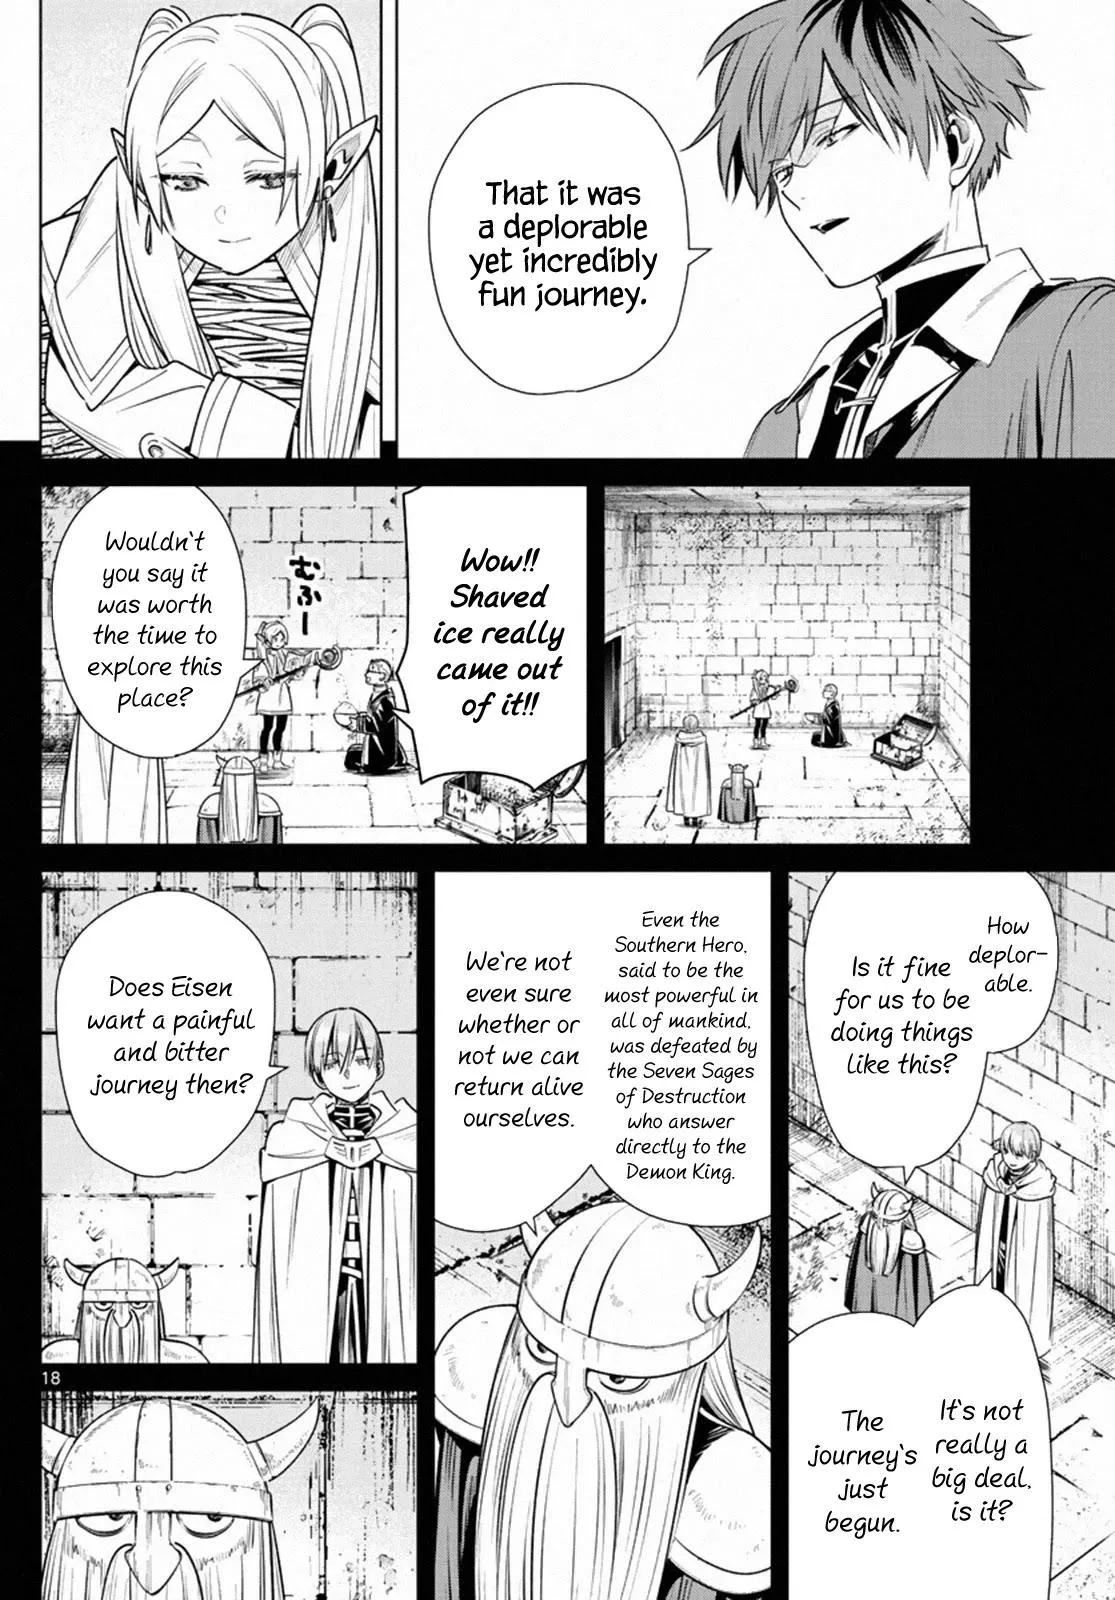 That it was
a deplorable
yet incredibly
fun journey.
Wow!!
Shaved
ice really
came out
of it!!
むふー
Wouldn't
you say it
was worth
the time to
explore this
place?
How
deplor-
able.
Is it fine
for us to be
doing things
like this?
It's not
really a
big deal,
is it?
The
journey's
just
begun.
Even the
Southern Hero,
said to be the
most powerful in
all of mankind,
was defeated by
the Seven Sages
of Destruction
who answer
directly to the
Demon King.
We're not
even sure
whether or
not we can
return alive
ourselves.
Does Eisen
want a painful
and bitter
journey then?
18